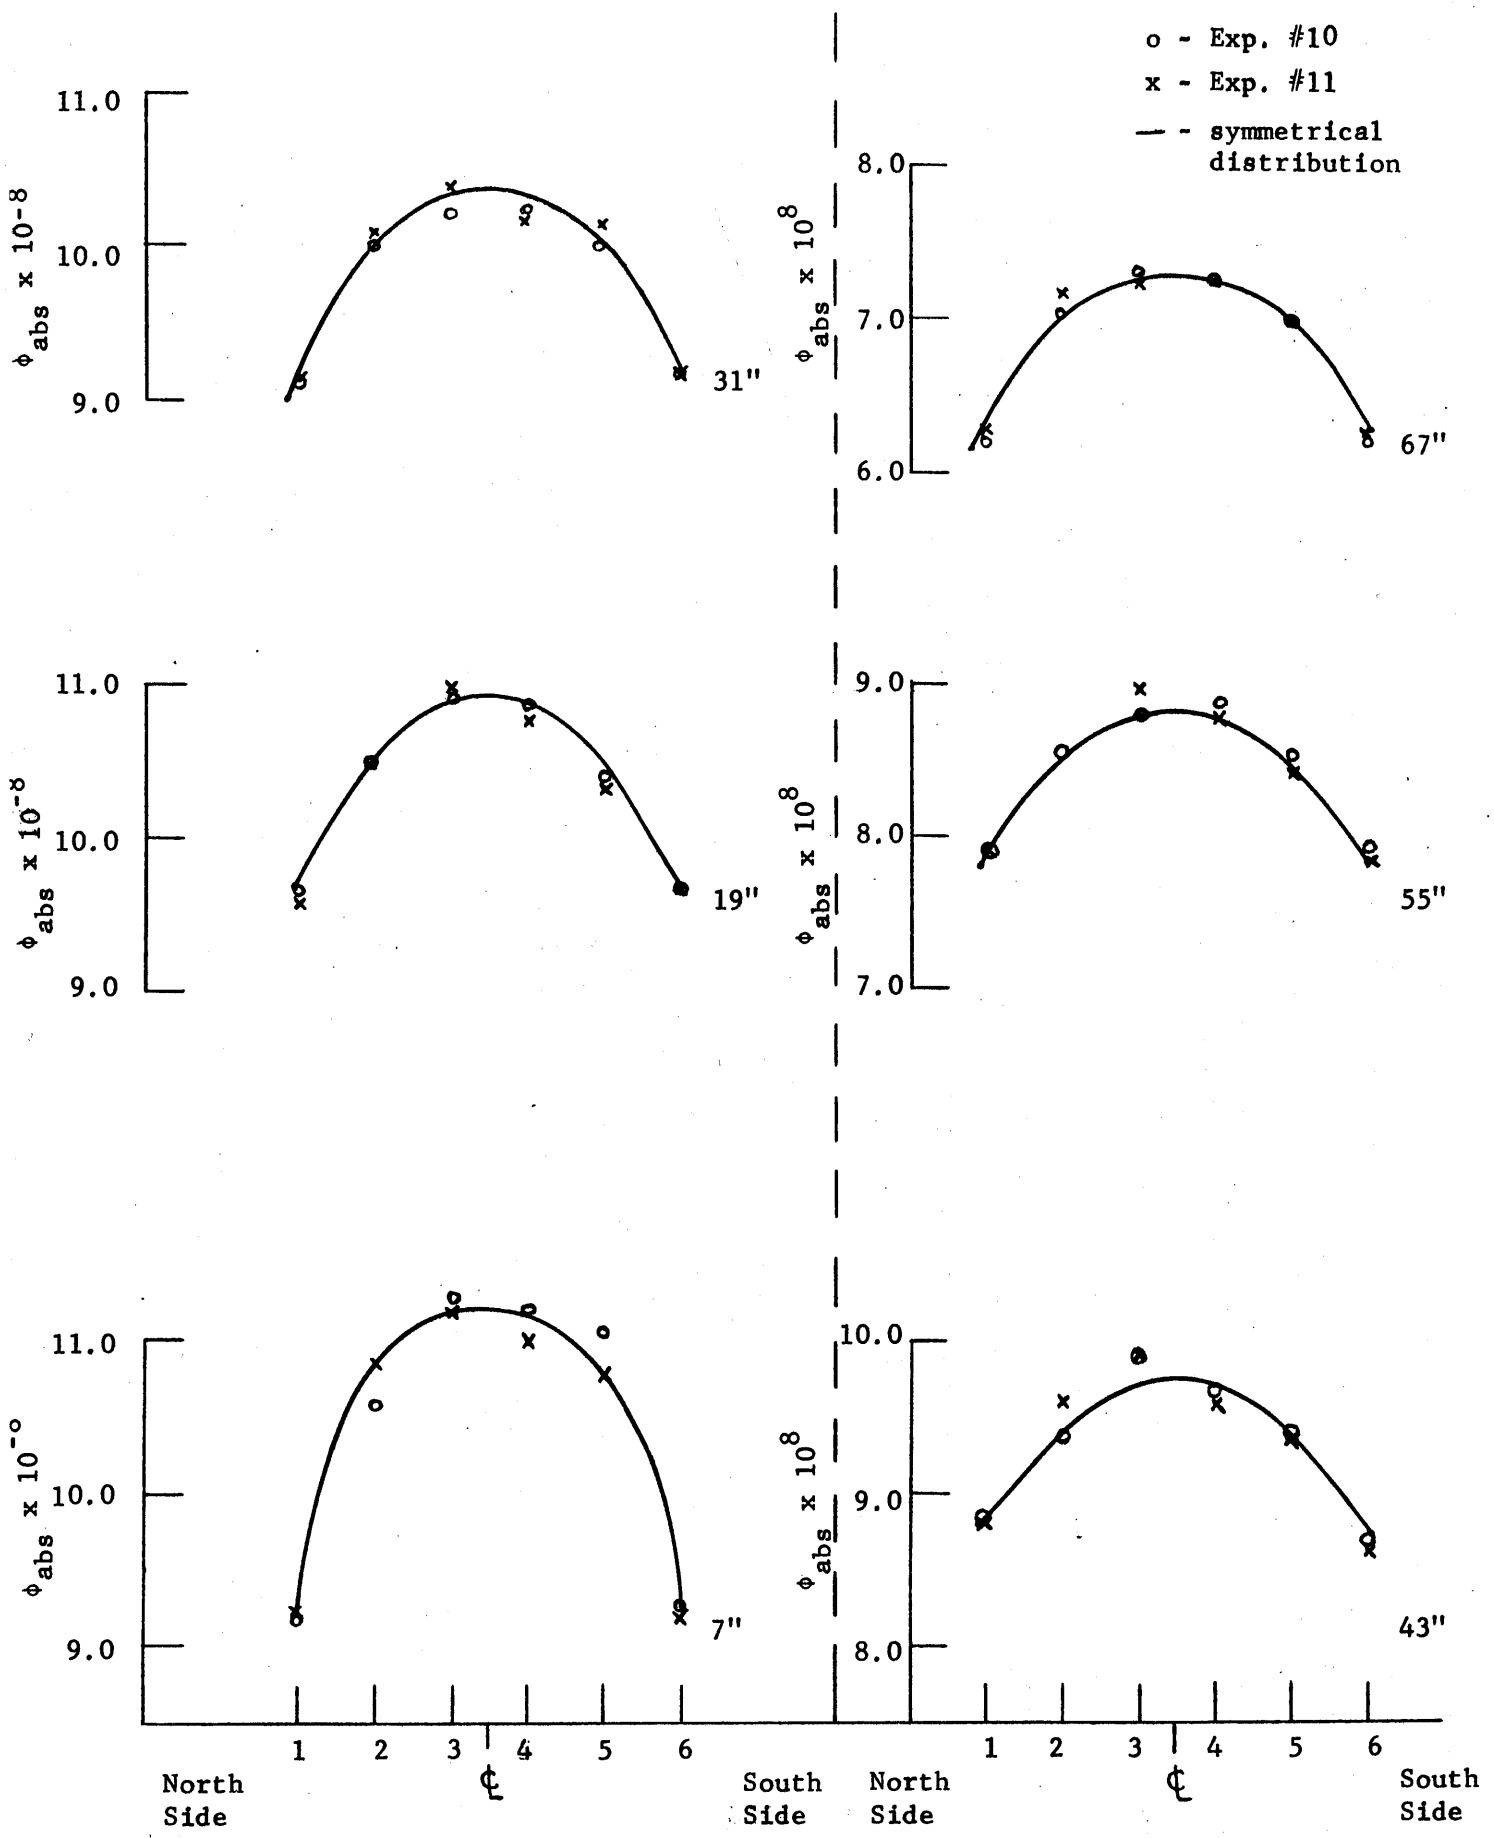 o - Exp. #10
x - Exp. #11
— - symmetrical
distribution
11.0
10.0
9.0
ϕabs x 10-8
31"
8.0
7.0
6.0
ϕabs x 10^8
67"
11.0
10.0
9.0
ϕabs x 10^-8
19"
9.0
8.0
7.0
ϕabs x 10^8
55"
11.0
10.0
9.0
ϕabs x
7"
10.0
9.0
8.0
ϕabs x 10^8
43"
1 2 3 4 5 6
℄
North
Side
South
Side
1 2 3 4 5 6
℄
North
Side
South
Side